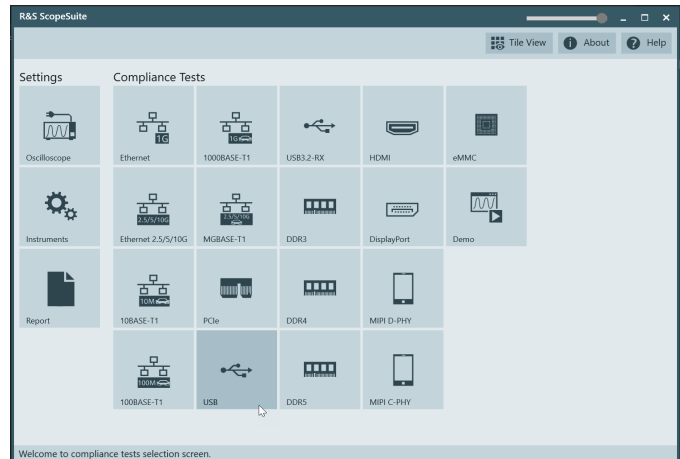 R&S ScopeSuite
Tile View About Help
Settings Compliance Tests
1G 1G
Oscilloscope Ethernet 1000BASE-T1 USB3.2-RX HDMI eMMC
2.5/5/10G 2.5/5/10G
Instruments Ethernet 2.5/5/10G MGBASE-T1 DDR3 DisplayPort Demo
10M
Report 10BASE-T1 PCIe DDR4 MIPI D-PHY
100M
100BASE-T1 USB DDR5 MIPI C-PHY
Welcome to compliance tests selection screen.